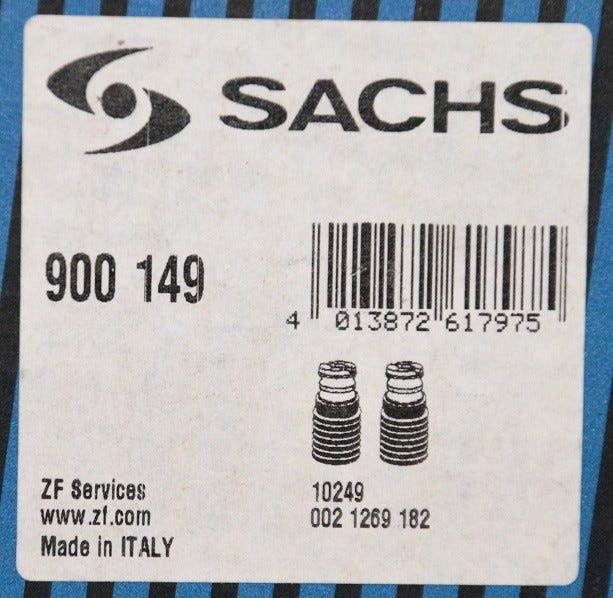 SACHS
900 149
4 013872 617975
ZF Services
www.zf.com
Made in ITALY
10249
002 1269 182